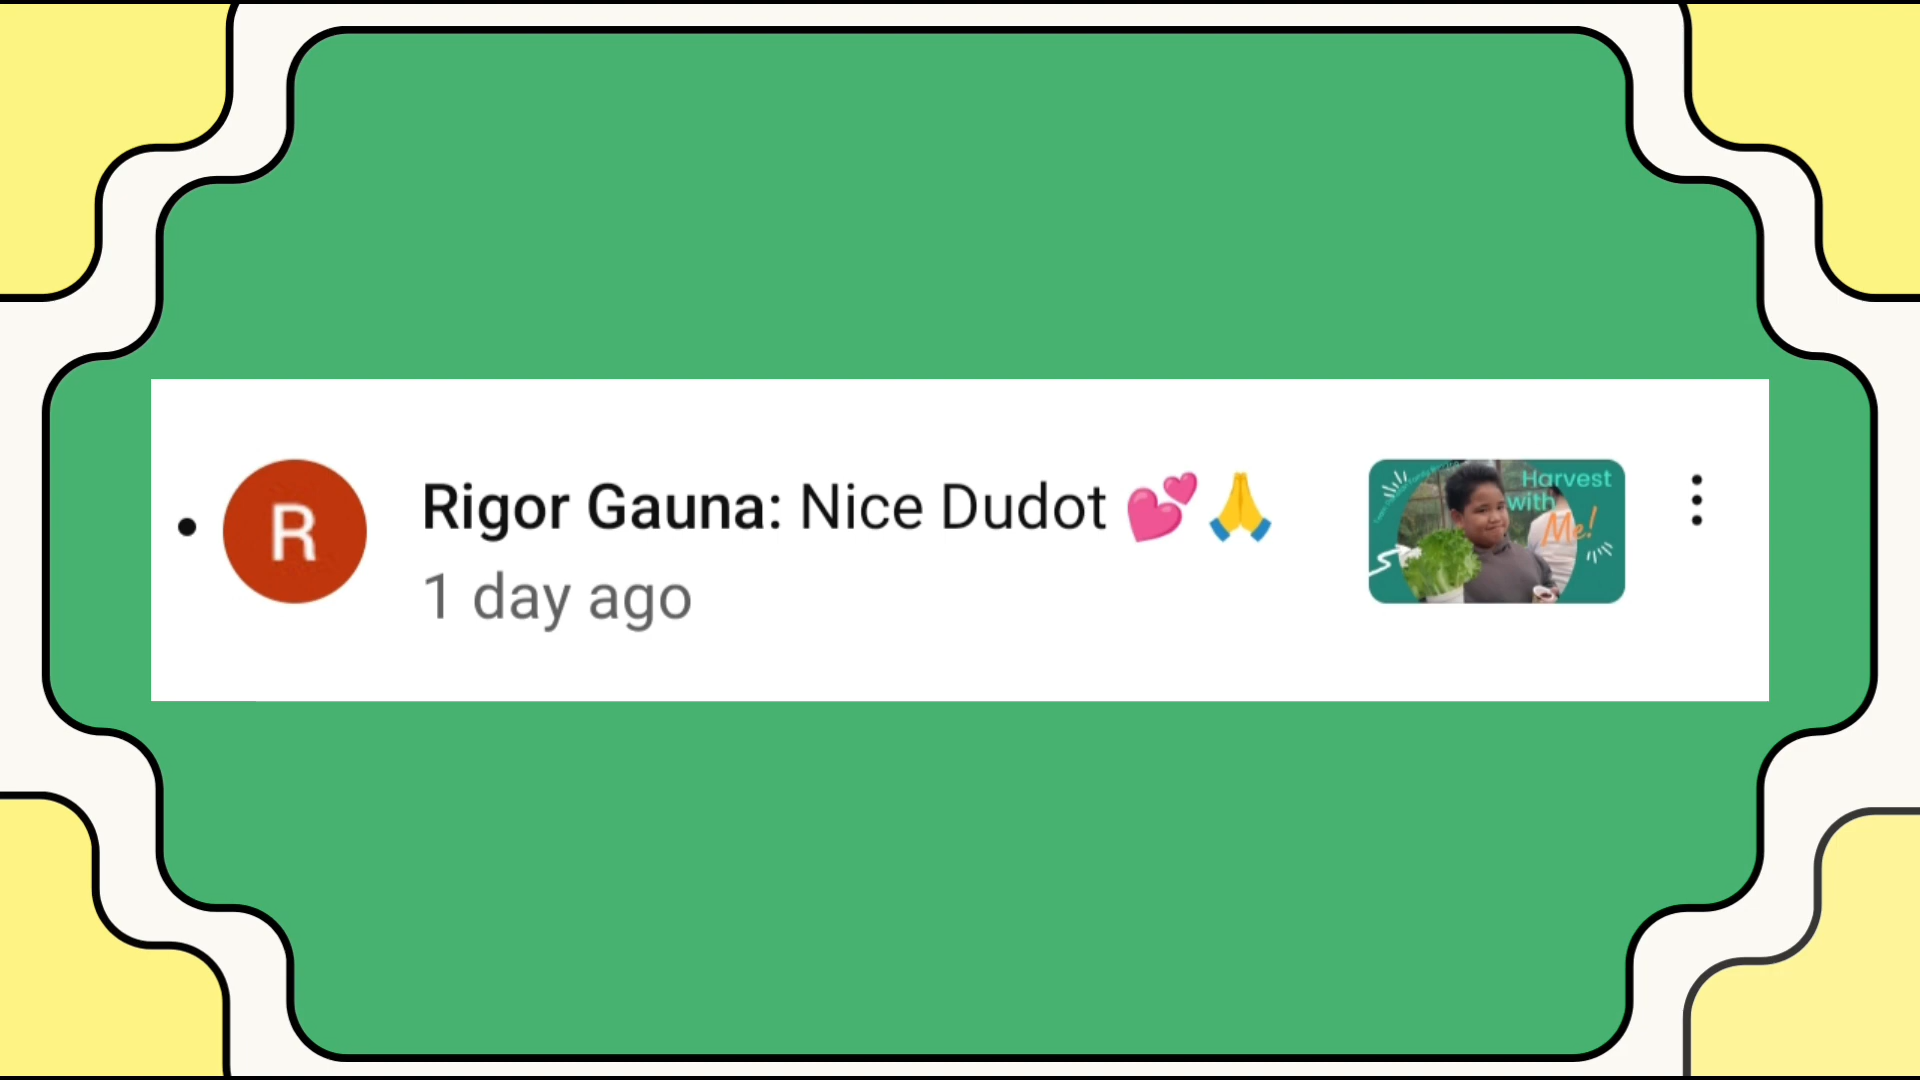 R
Rigor Gauna: Nice Dudot 💕🙏
1 day ago
Harvest
with
Me!